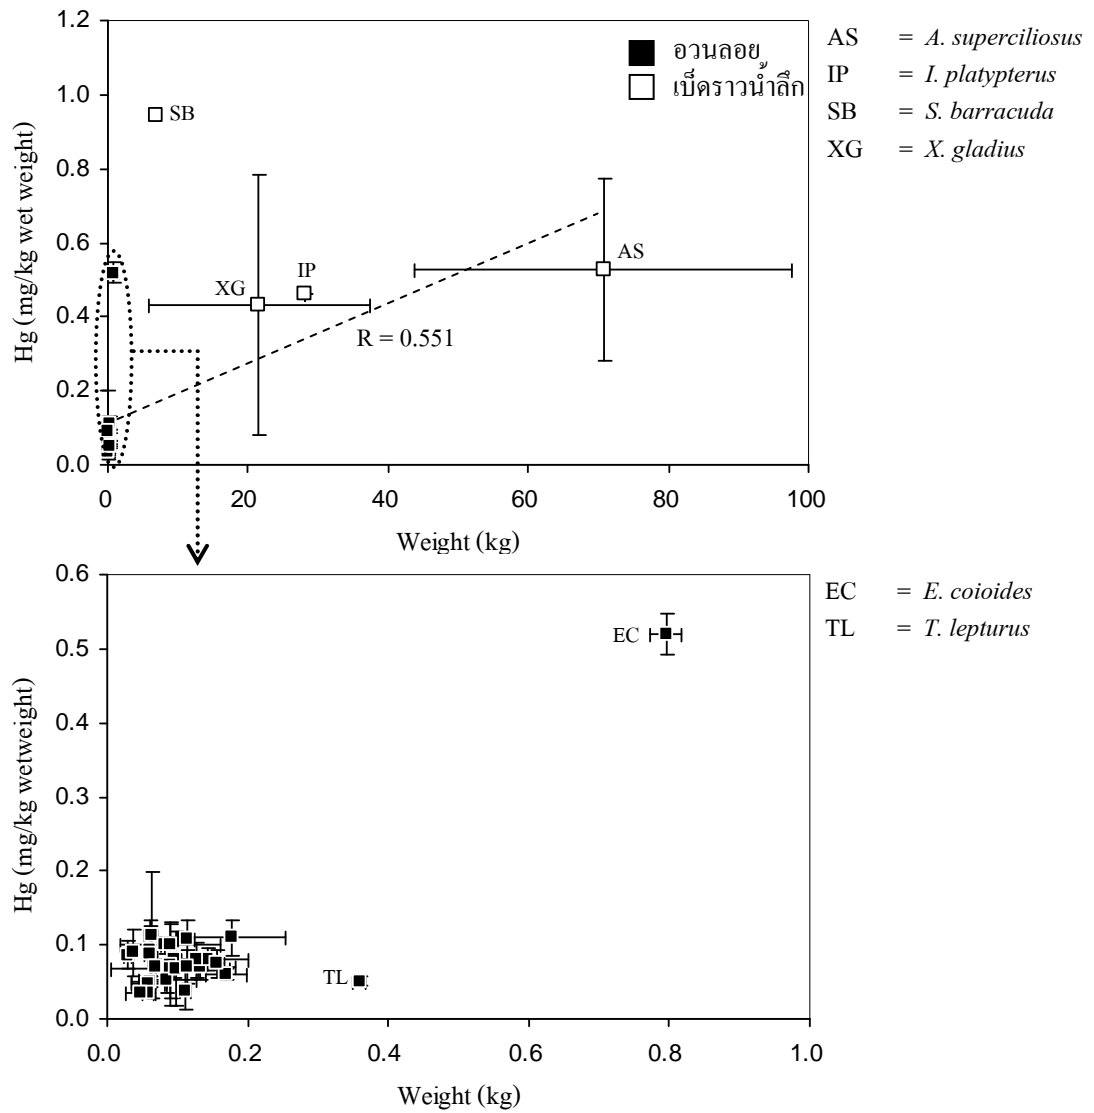 1.2
1.0
0.8
0.6
0.4
0.2
0.0
Hg (mg/kg wet weight)
อวนลอย
เบ็ดราวน้ำลึก
SB
XG
IP
AS
R = 0.551
0 20 40 60 80 100
Weight (kg)
AS = A. superciliosus
IP = I. platypterus
SB = S. barracuda
XG = X. gladius
0.6
0.5
0.4
0.3
0.2
0.1
0.0
Hg (mg/kg wetweight)
EC
TL
0.0 0.2 0.4 0.6 0.8 1.0
Weight (kg)
EC = E. coioides
TL = T. lepturus